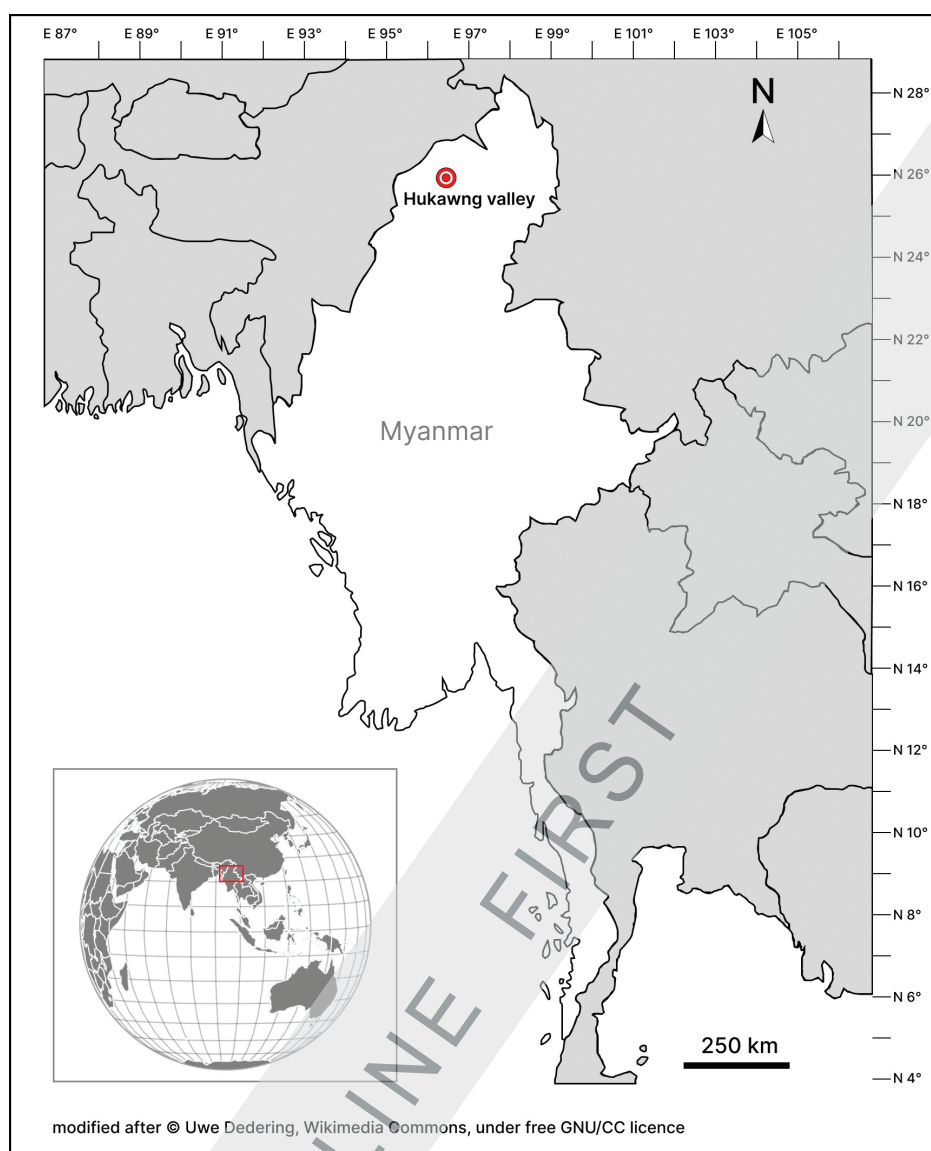 E 87° E 89° E 91° E 93° E 95° E 97° E 99° E 101° E 103° E 105°
N 28°
N
N 26°
Hukawng valley
N 24°
N 22°
Myanmar
N 20°
N 18°
N 16°
N 14°
N 12°
N 10°
N 8°
N 6°
250 km
N 4°
LINE FIRST
modified after © Uwe Dedering, Wikimedia Commons, under free GNU/CC licence